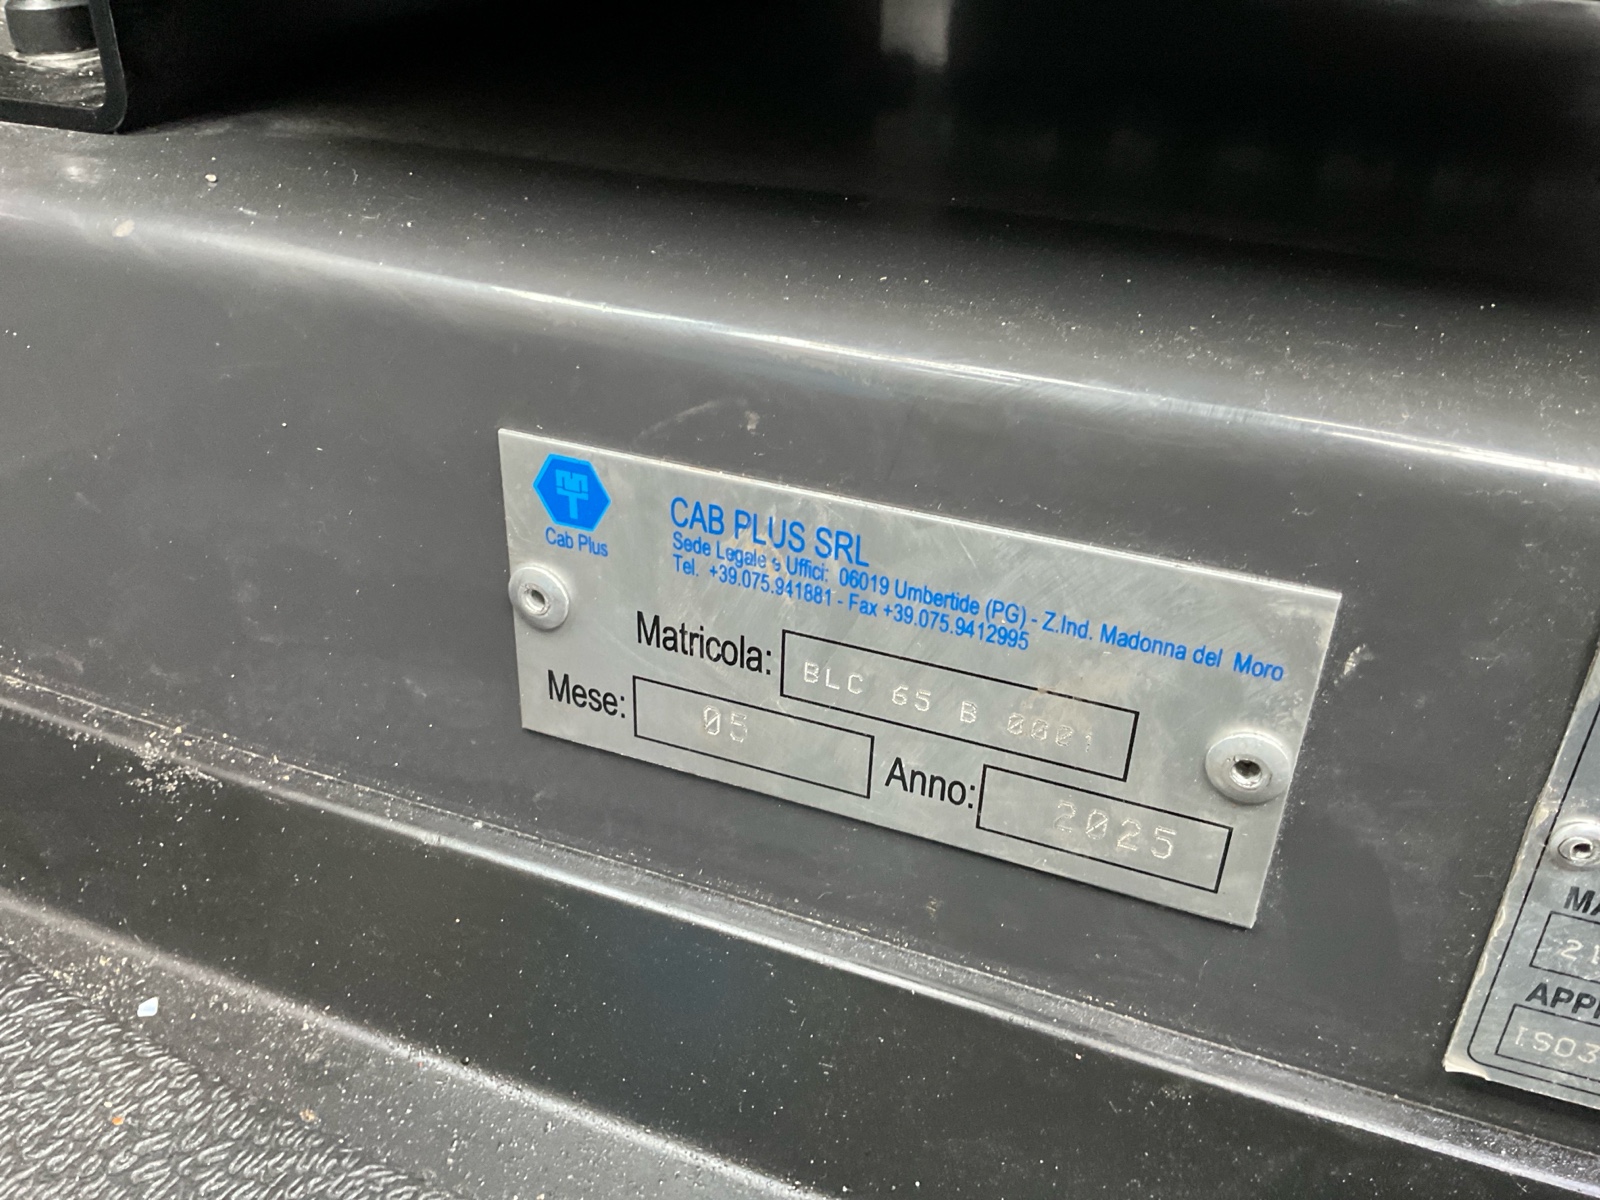 Cab Plus
CAB PLUS SRL
Sede Legale e Uffici: 06019 Umbertide (PG) - Z.Ind. Madonna del Moro
Tel. +39.075.941881 - Fax +39.075.9412995
Matricola: BLC 65 B 0001
Mese: 05
Anno: 2025